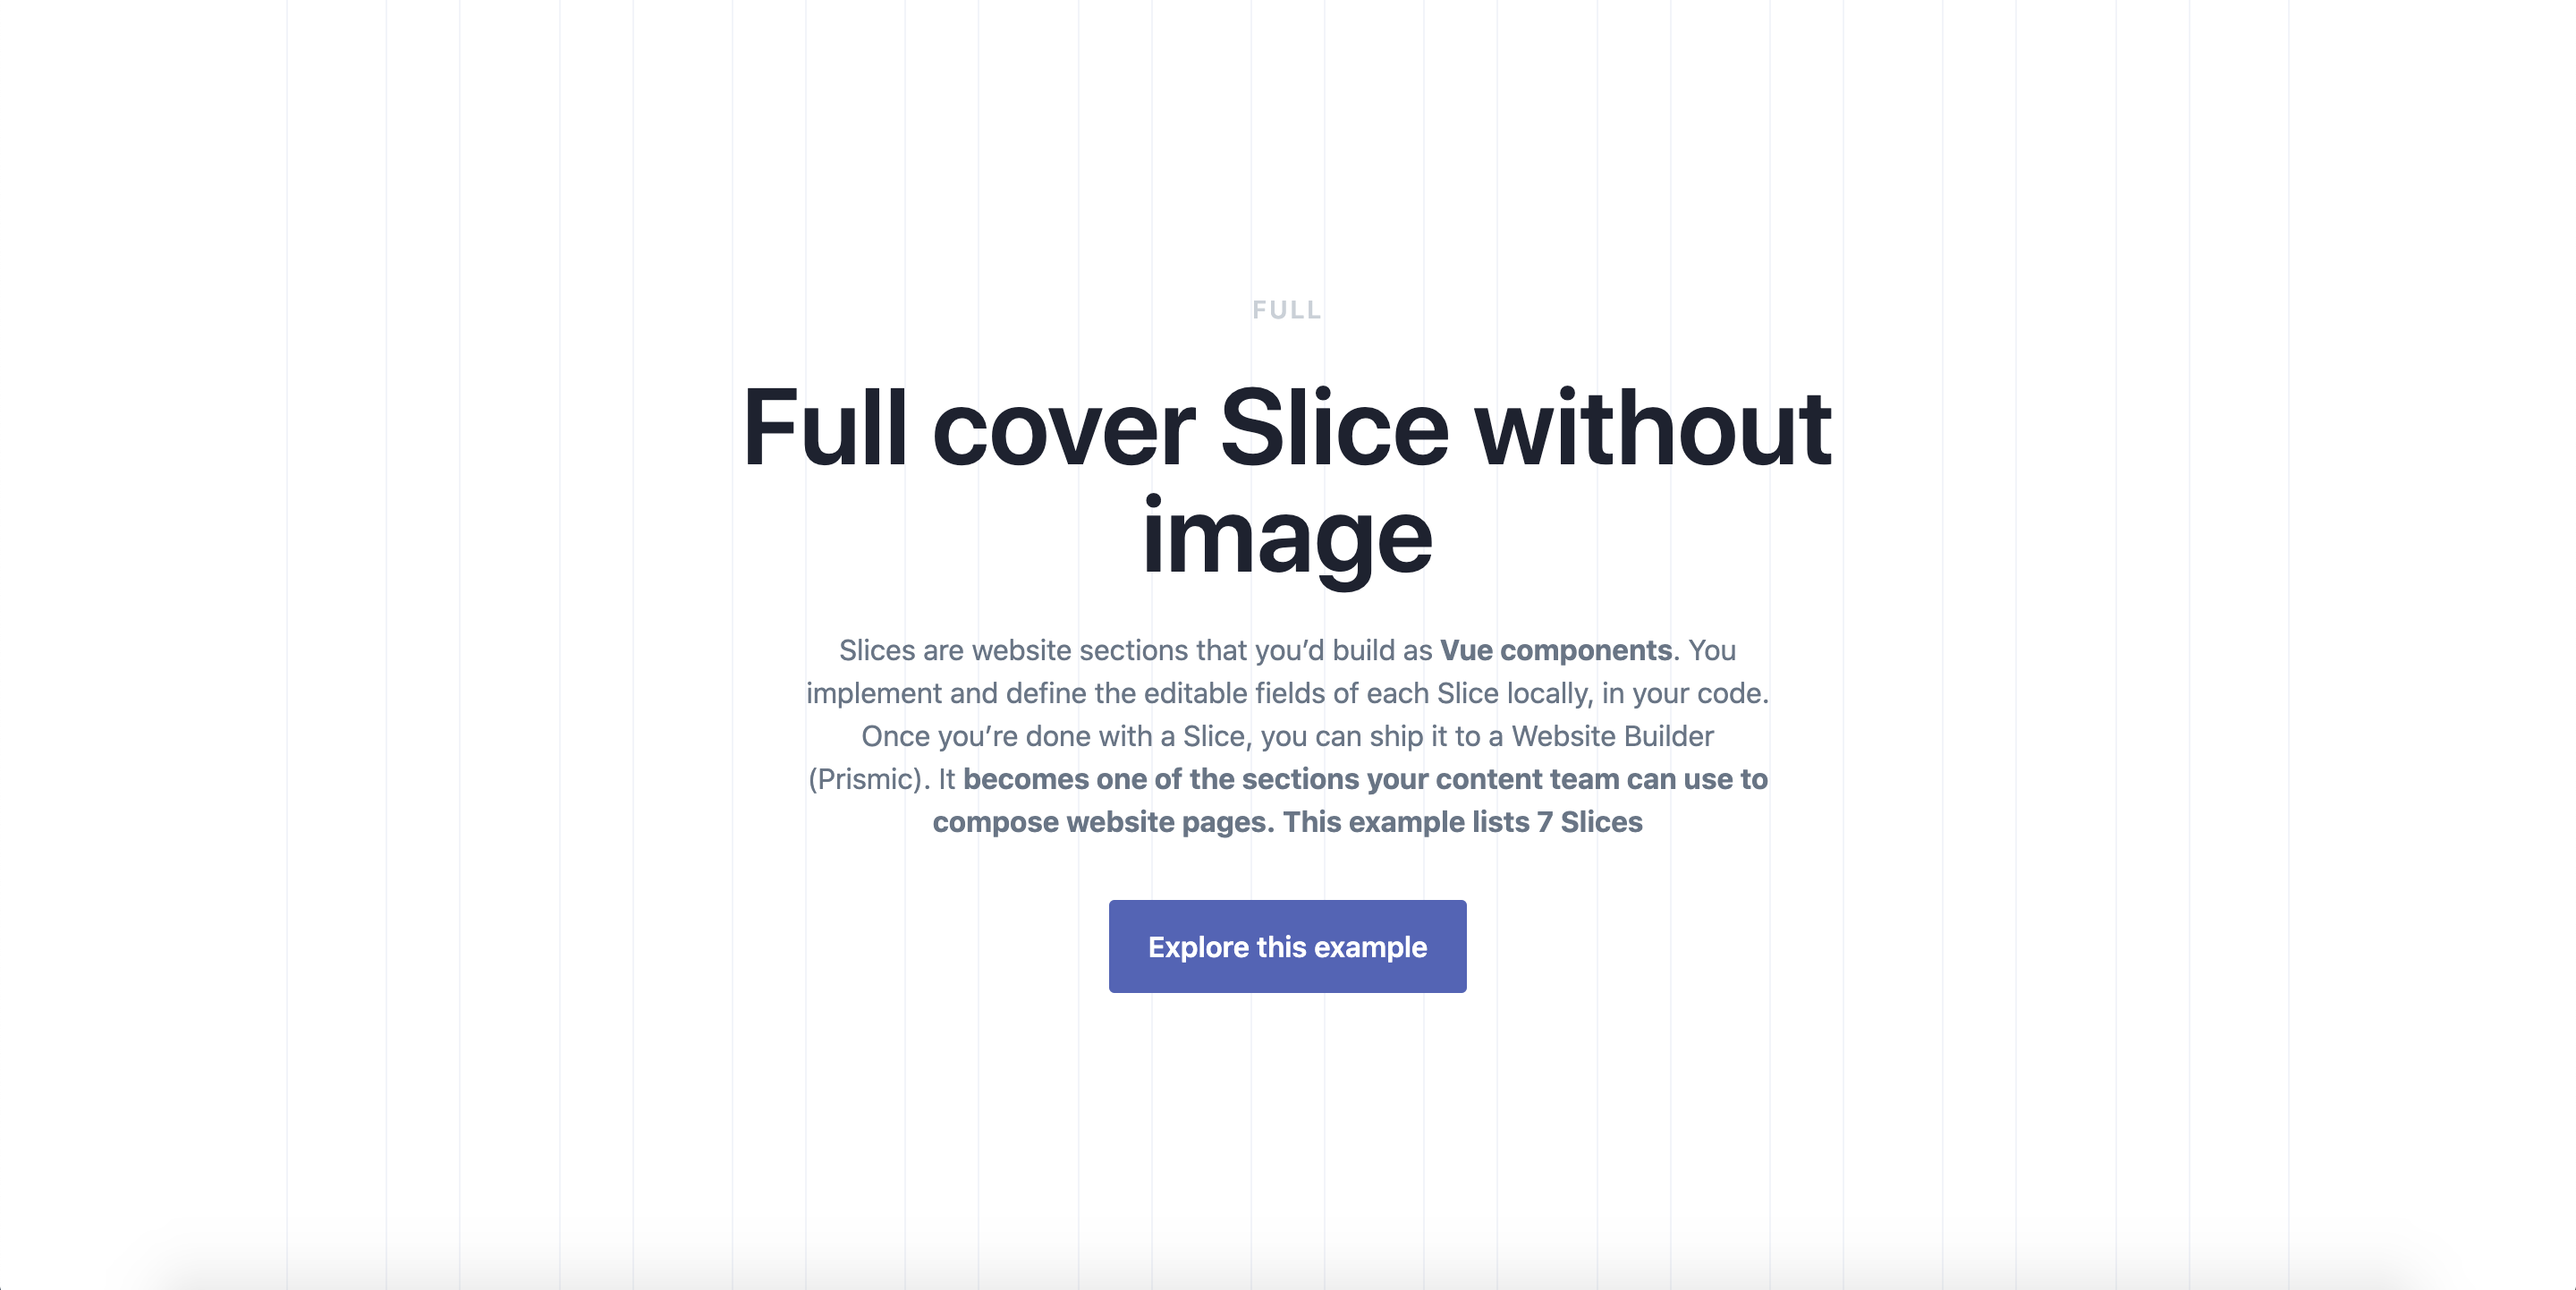 FULL
Full cover Slice without
image
Slices are website sections that you’d build as Vue components. You
implement and define the editable fields of each Slice locally, in your code.
Once you’re done with a Slice, you can ship it to a Website Builder
(Prismic). It becomes one of the sections your content team can use to
compose website pages. This example lists 7 Slices
Explore this example